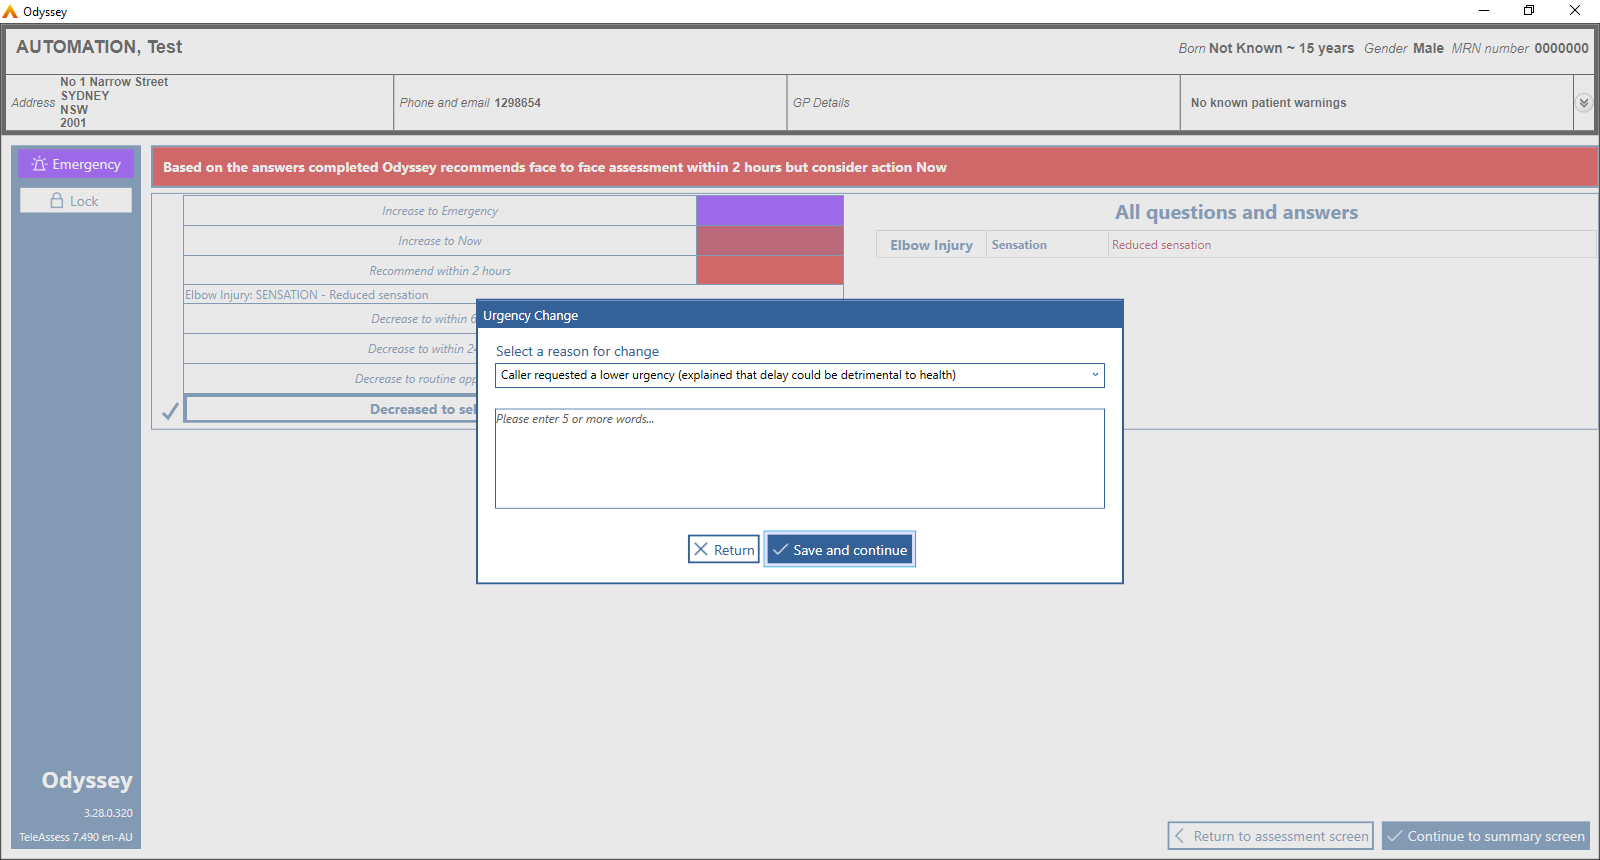 Odyssey
AUTOMATION, Test
Born Not Known ~ 15 years Gender Male MRN number 0000000
Address
No 1 Narrow Street
SYDNEY
NSW
2001
Phone and email 1298654
GP Details
No known patient warnings
Emergency
Lock
Based on the answers completed Odyssey recommends face to face assessment within 2 hours but consider action Now
Increase to Emergency
Increase to Now
Recommend within 2 hours
Elbow Injury: SENSATION - Reduced sensation
Decrease to within
Decrease to within
Decrease to routine
Decreased to
All questions and answers
Elbow Injury Sensation Reduced sensation
Urgency Change
Select a reason for change
Caller requested a lower urgency (explained that delay could be detrimental to health)
Please enter 5 or more words...
Return
Save and continue
Odyssey
3.28.0.320
TeleAssess 7.490 en-AU
Return to assessment screen
Continue to summary screen